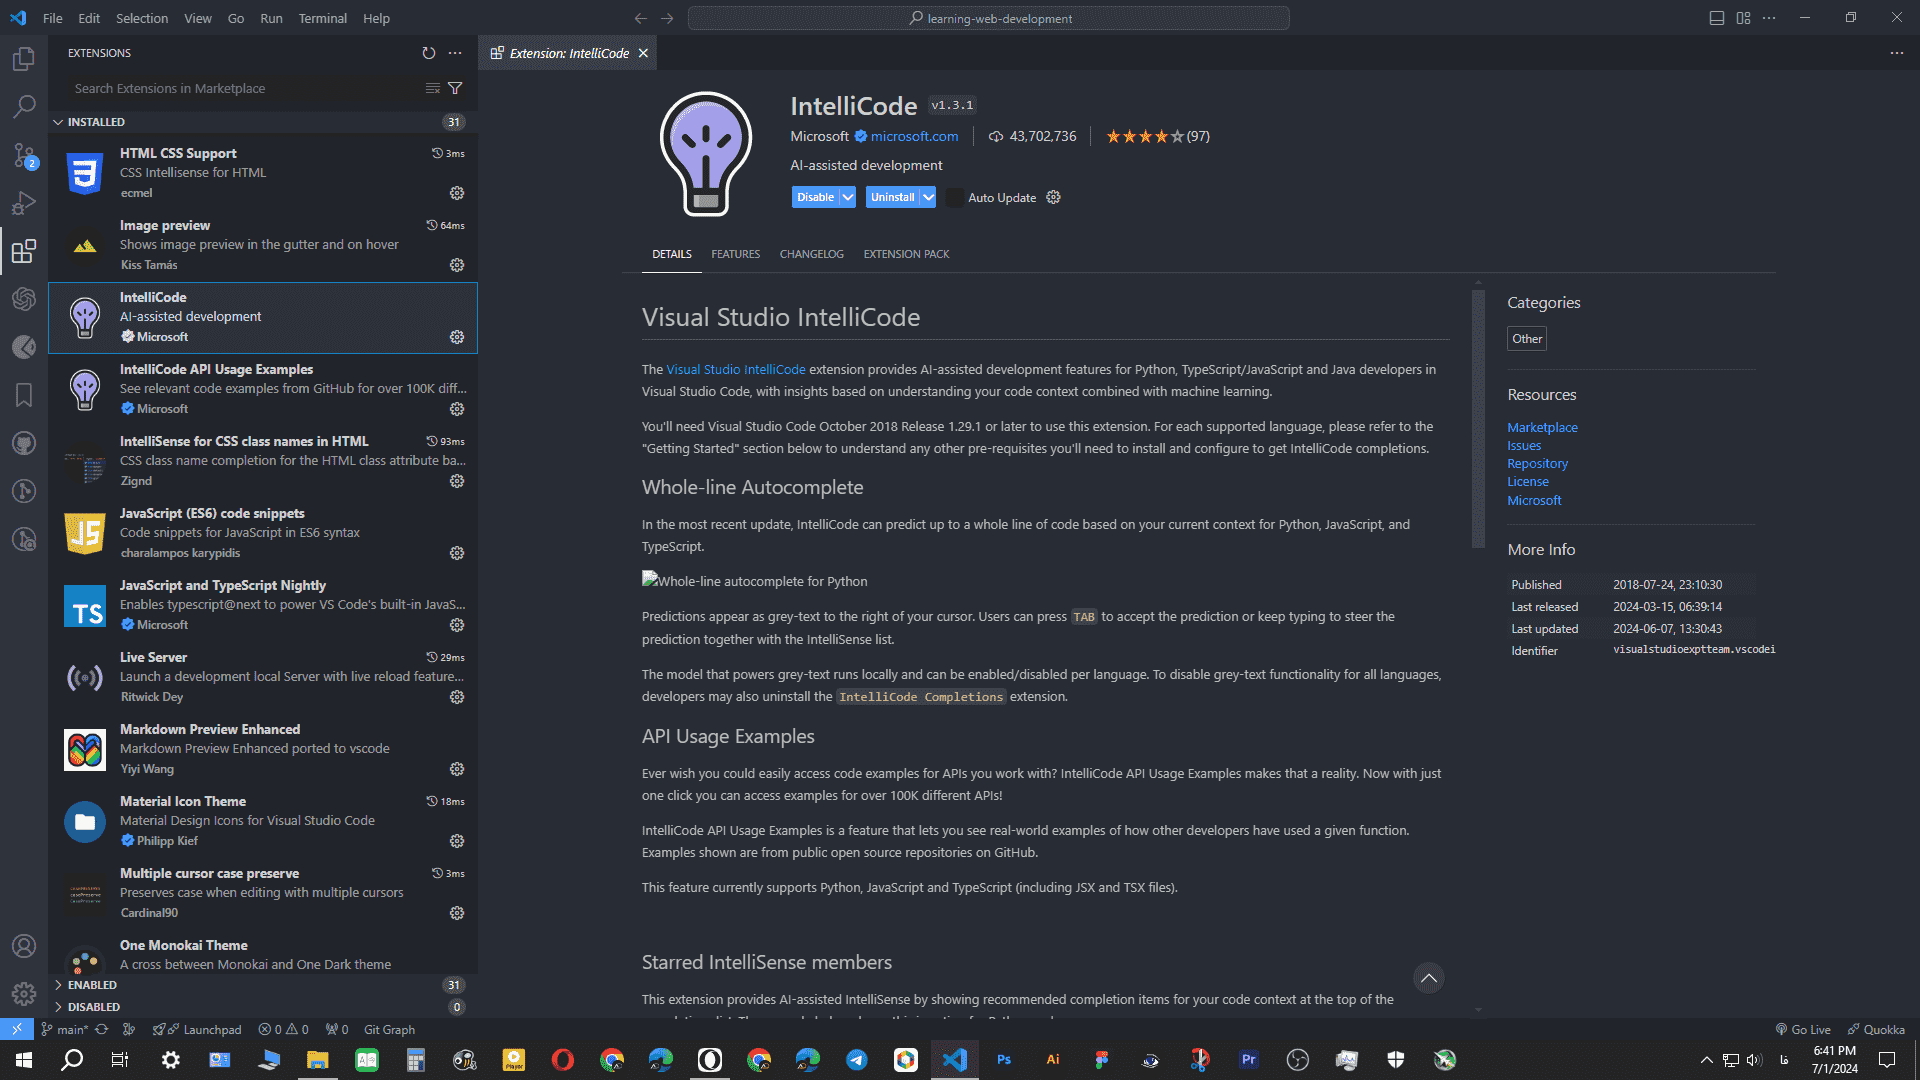 File Edit Selection View Go Run Terminal Help
learning-web-development
EXTENSIONS
Search Extensions in Marketplace
INSTALLED 31
HTML CSS Support 3ms
CSS Intellisense for HTML
ecmel
Image preview 64ms
Shows image preview in the gutter and on hover
Kiss Tamás
IntelliCode
AI-assisted development
Microsoft
IntelliCode API Usage Examples
See relevant code examples from GitHub for over 100K diff...
Microsoft
IntelliSense for CSS class names in HTML 93ms
CSS class name completion for the HTML class attribute ba...
Zignd
JS
JavaScript (ES6) code snippets
Code snippets for JavaScript in ES6 syntax
charalampos karypidis
TS
JavaScript and TypeScript Nightly
Enables typescript@next to power VS Code's built-in JavaS...
Microsoft
Live Server 29ms
Launch a development local Server with live reload feature...
Ritwick Dey
Markdown Preview Enhanced
Markdown Preview Enhanced ported to vscode
Yiyi Wang
Material Icon Theme 18ms
Material Design Icons for Visual Studio Code
Philipp Kief
Multiple cursor case preserve 3ms
Preserves case when editing with multiple cursors
Cardinal90
One Monokai Theme
A cross between Monokai and One Dark theme
ENABLED 31
DISABLED 0
2
Extension: IntelliCode
IntelliCode v1.3.1
Microsoft microsoft.com 43,702,736 (97)
AI-assisted development
Disable Uninstall Auto Update
DETAILS FEATURES CHANGELOG EXTENSION PACK
Visual Studio IntelliCode
The Visual Studio IntelliCode extension provides AI-assisted development features for Python, TypeScript/JavaScript and Java developers in
Visual Studio Code, with insights based on understanding your code context combined with machine learning.
You'll need Visual Studio Code October 2018 Release 1.29.1 or later to use this extension. For each supported language, please refer to the
"Getting Started" section below to understand any other pre-requisites you'll need to install and configure to get IntelliCode completions.
Whole-line Autocomplete
In the most recent update, IntelliCode can predict up to a whole line of code based on your current context for Python, JavaScript, and
TypeScript.
Whole-line autocomplete for Python
Predictions appear as grey-text to the right of your cursor. Users can press TAB to accept the prediction or keep typing to steer the
prediction together with the IntelliSense list.
The model that powers grey-text runs locally and can be enabled/disabled per language. To disable grey-text functionality for all languages,
developers may also uninstall the IntelliCode Completions extension.
API Usage Examples
Ever wish you could easily access code examples for APIs you work with? IntelliCode API Usage Examples makes that a reality. Now with just
one click you can access examples for over 100K different APIs!
IntelliCode API Usage Examples is a feature that lets you see real-world examples of how other developers have used a given function.
Examples shown are from public open source repositories on GitHub.
This feature currently supports Python, JavaScript and TypeScript (including JSX and TSX files).
Starred IntelliSense members
This extension provides AI-assisted IntelliSense by showing recommended completion items for your code context at the top of the
Categories
Other
Resources
Marketplace
Issues
Repository
License
Microsoft
More Info
Published 2018-07-24, 23:10:30
Last released 2024-03-15, 06:39:14
Last updated 2024-06-07, 13:30:43
Identifier visualstudioexptteam.vscodei
main* Launchpad 0 0 0 Git Graph Go Live Quokka
Player Ps Ai Pr فا 6:41 PM
7/1/2024